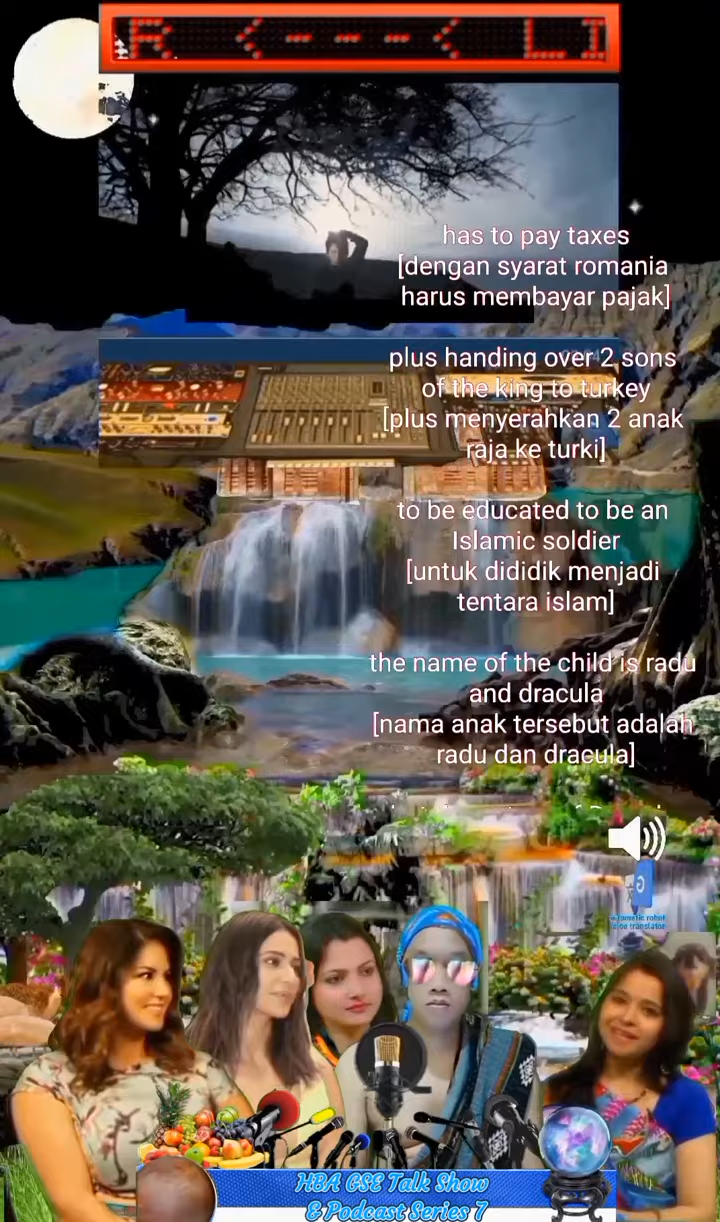 R <---< LI
has to pay taxes
[dengan syarat romania
harus membayar pajak]
plus handing over 2 sons
of the king to turkey
[plus menyerahkan 2 anak
raja ke turki]
to be educated to be an
Islamic soldier
[untuk dididik menjadi
tentara islam]
the name of the child is radu
and dracula
[nama anak tersebut adalah
radu dan dracula]
HBA GSE Talk Show
& Podcast Series 7